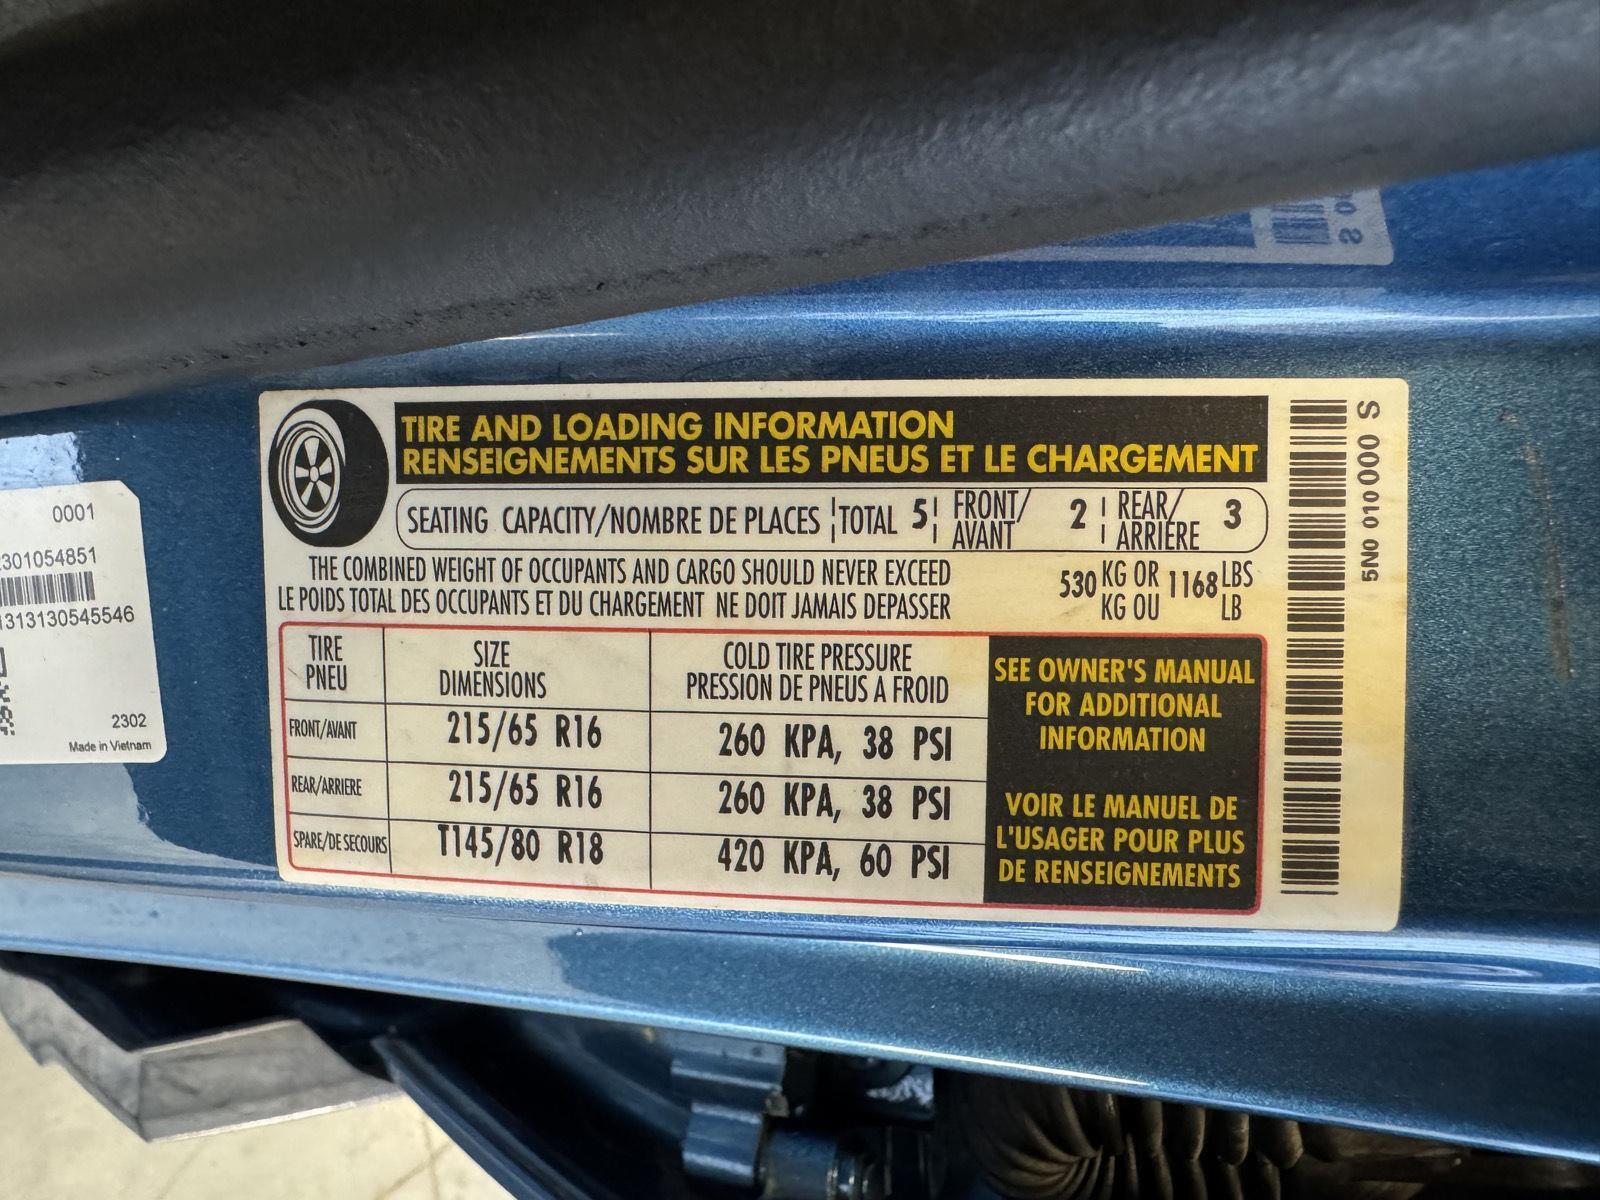 TIRE AND LOADING INFORMATION
RENSEIGNEMENTS SUR LES PNEUS ET LE CHARGEMENT
SEATING CAPACITY/NOMBRE DE PLACES TOTAL 5 FRONT/AVANT 2 REAR/ARRIÈRE 3
THE COMBINED WEIGHT OF OCCUPANTS AND CARGO SHOULD NEVER EXCEED 530 KG OR 1168 LBS
LE POIDS TOTAL DES OCCUPANTS ET DU CHARGEMENT NE DOIT JAMAIS DEPASSER KG OU LB
TIRE SIZE COLD TIRE PRESSURE
PNEU DIMENSIONS PRESSION DE PNEUS A FROID
FRONT/AVANT 215/65 R16 260 KPA, 38 PSI
REAR/ARRIERE 215/65 R16 260 KPA, 38 PSI
SPARE/DE SECOURS T145/80 R18 420 KPA, 60 PSI
SEE OWNER'S MANUAL
FOR ADDITIONAL
INFORMATION
VOIR LE MANUEL DE
L'USAGER POUR PLUS
DE RENSEIGNEMENTS
5N0 010 000 S
0001
2301054851
1313130545546
2302
Made in Vietnam